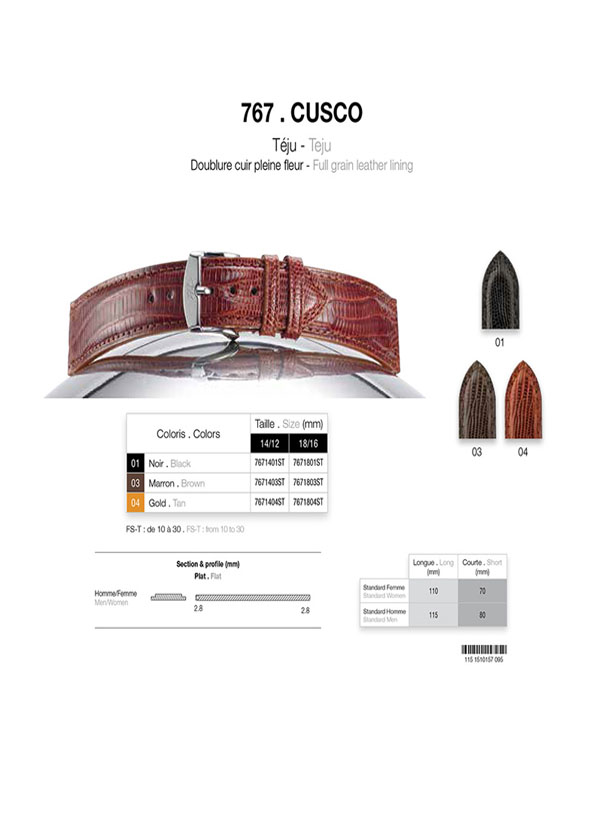 767 . CUSCO
Téju - Teju
Doublure cuir pleine fleur - Full grain leather lining
01
03 04
Coloris . Colors Taille . Size (mm)
14/12 18/16
01 Noir . Black 7671401ST 7671801ST
03 Marron . Brown 7671403ST 7671803ST
04 Gold . Tan 7671404ST 7671804ST
FS-T : de 10 à 30 . FS-T : from 10 to 30
Section & profile (mm)
Plat . Flat
Homme/Femme
Men/Women
2.8 2.8
Longue . Long (mm) Courte . Short (mm)
Standard Femme
Standard Women 110 70
Standard Homme
Standard Men 115 80
115 1510157 095